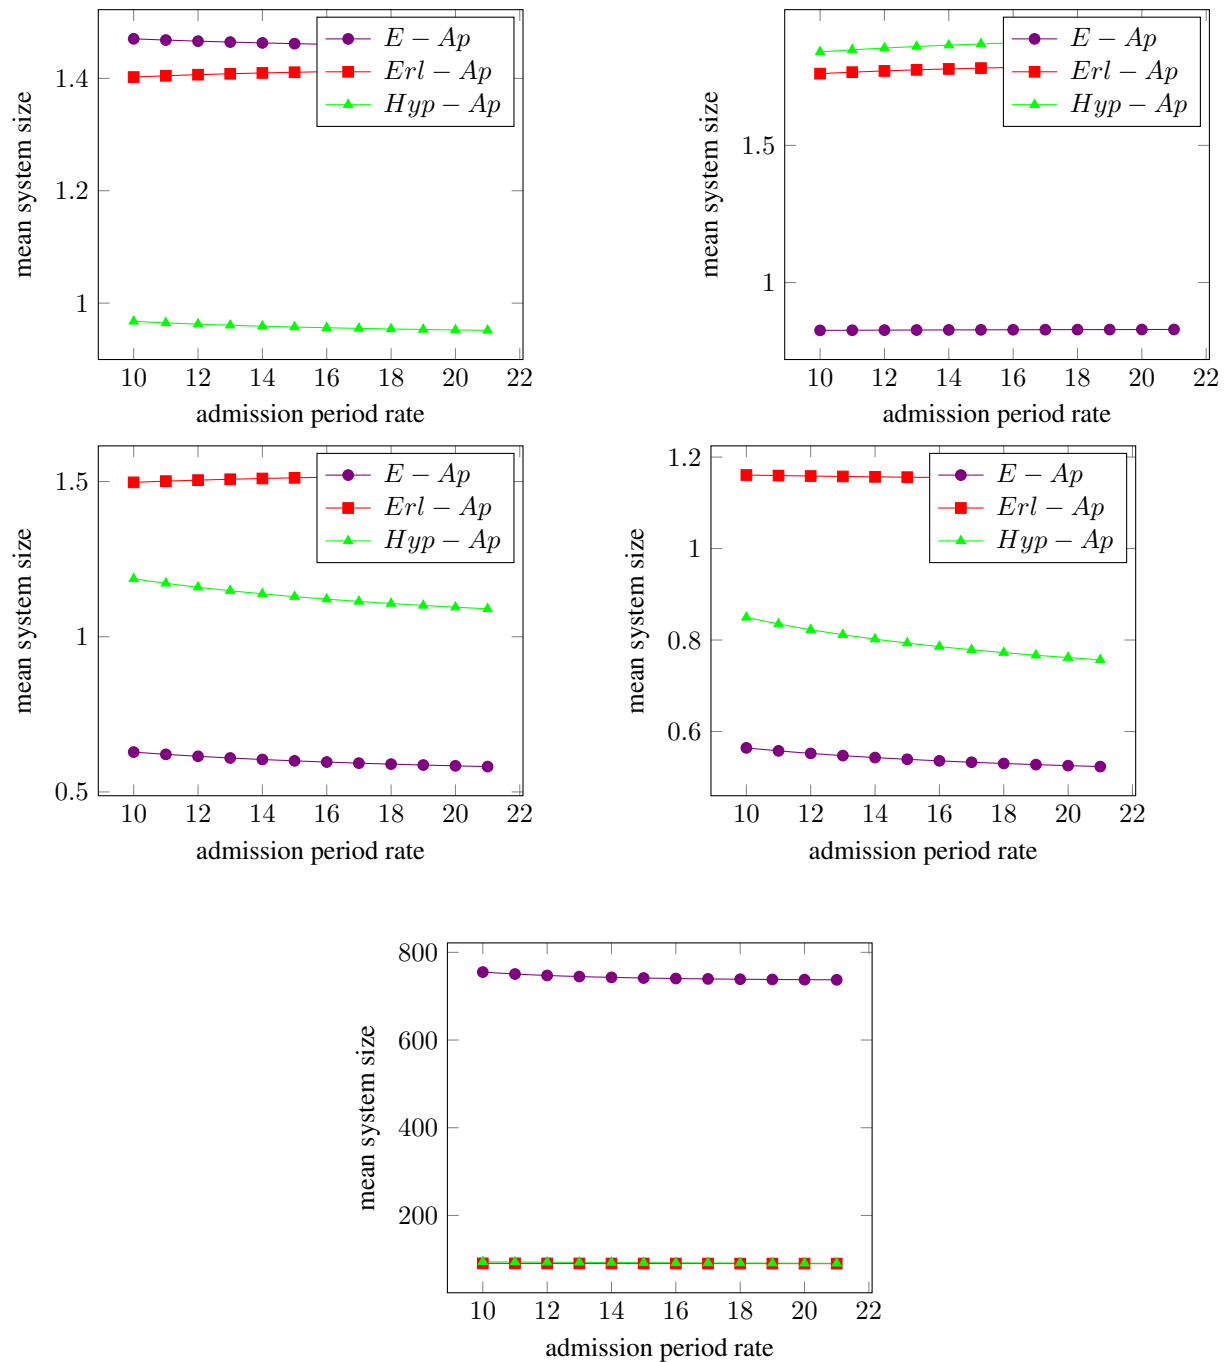 1.4
1.2
1
10 12 14 16 18 20 22
admission period rate
mean system size
E − Ap
Erl − Ap
Hyp − Ap
1.5
1
10 12 14 16 18 20 22
admission period rate
mean system size
E − Ap
Erl − Ap
Hyp − Ap
1.5
1
0.5
10 12 14 16 18 20 22
admission period rate
mean system size
E − Ap
Erl − Ap
Hyp − Ap
1.2
1
0.8
0.6
10 12 14 16 18 20 22
admission period rate
mean system size
E − Ap
Erl − Ap
Hyp − Ap
800
600
400
200
10 12 14 16 18 20 22
admission period rate
mean system size